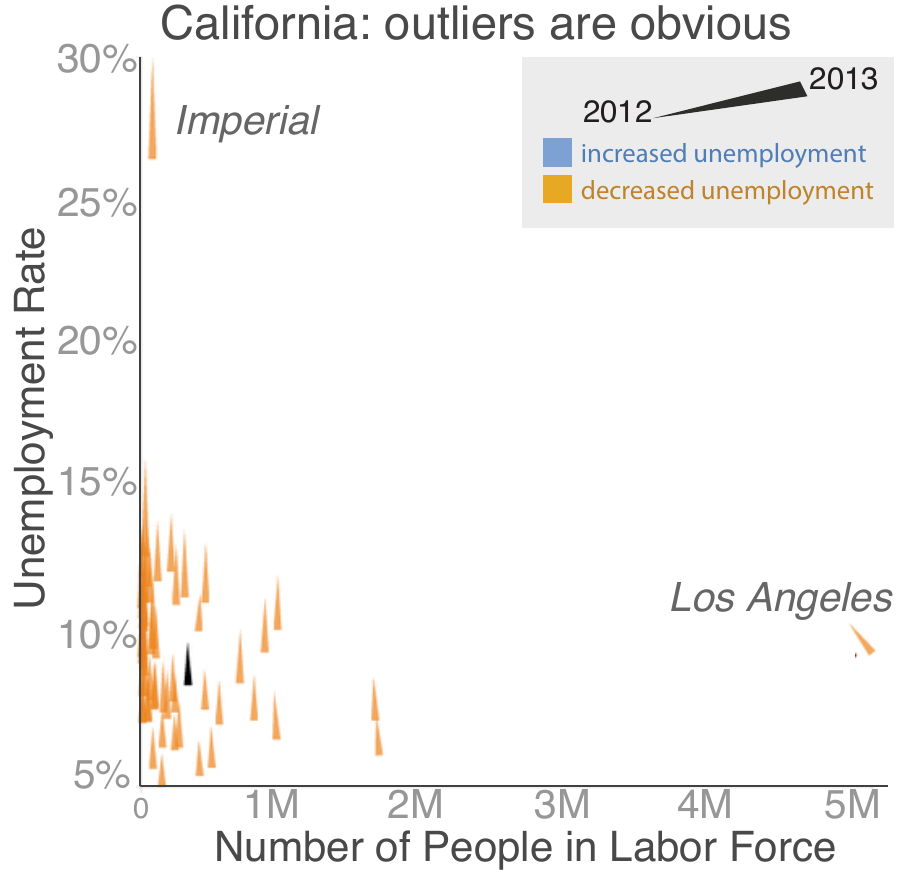 California: outliers are obvious
30%
Imperial
2013
2012
increased unemployment
decreased unemployment
25%
20%
15%
10%
5%
Unemployment Rate
Los Angeles
0
1M
2M
3M
4M
5M
Number of People in Labor Force